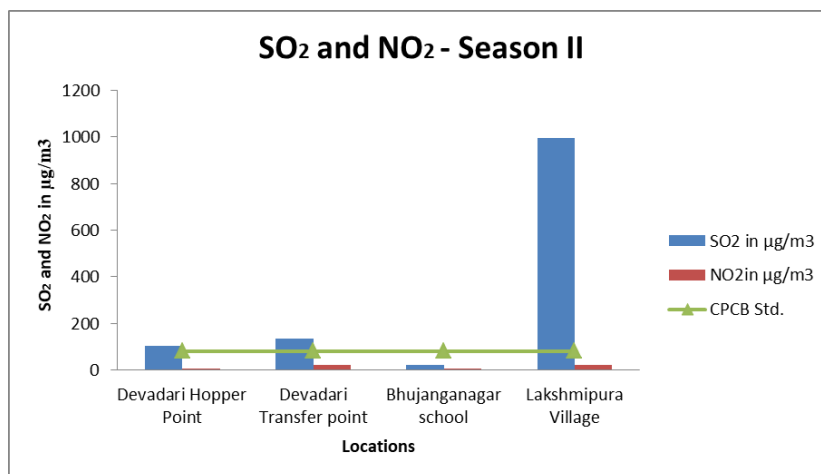 SO₂ and NO₂ - Season II
SO₂ and NO₂ in µg/m3
1200
1000
800
600
400
200
0
Devadari Hopper
Point
Devadari
Transfer point
Bhujanganagar
school
Lakshmipura
Village
Locations
SO2 in µg/m3
NO2in µg/m3
CPCB Std.